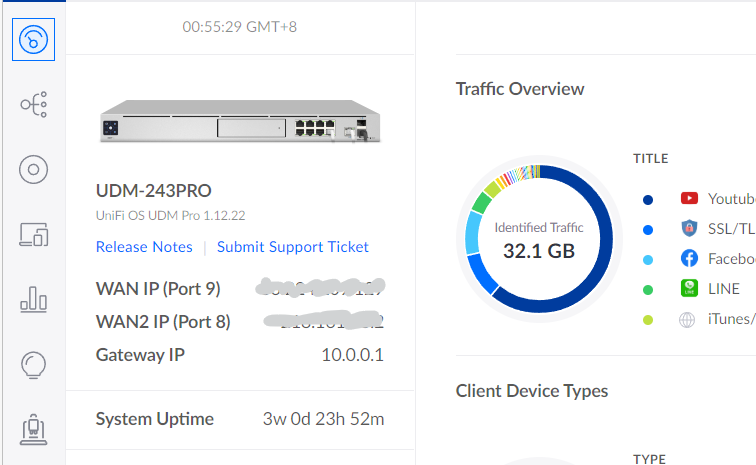 00:55:29 GMT+8
UDM-243PRO
UniFi OS UDM Pro 1.12.22
Release Notes | Submit Support Ticket
WAN IP (Port 9)
WAN2 IP (Port 8)
Gateway IP 10.0.0.1
System Uptime 3w 0d 23h 52m
Traffic Overview
Identified Traffic
32.1 GB
TITLE
Youtub
SSL/TL
Facebo
LINE
iTunes/
Client Device Types
TYPE